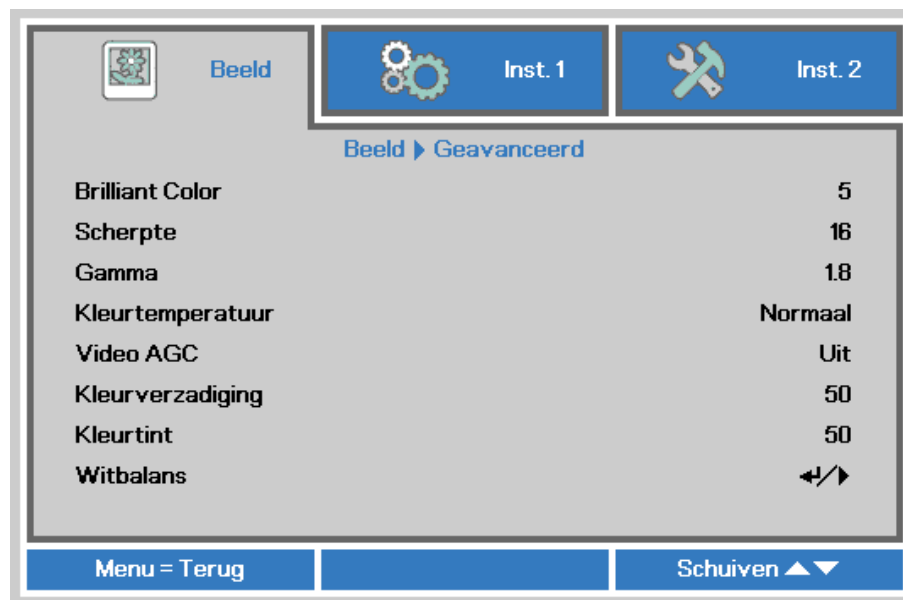 Beeld Inst. 1 Inst. 2
Beeld Geavanceerd
Brilliant Color 5
Scherpte 16
Gamma 1.8
Kleurtemperatuur Normaal
Video AGC Uit
Kleurverzadiging 50
Kleurtint 50
Witbalans ↵/▶
Menu = Terug Schuiven ▲▼